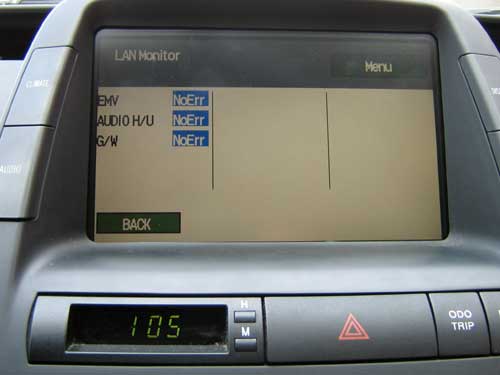 LAN Monitor
Menu
CLIMATE
EMV NoErr
AUDIO H/U NoErr
G/W NoErr
AUDIO
BACK
H
105
M
ODO
TRIP